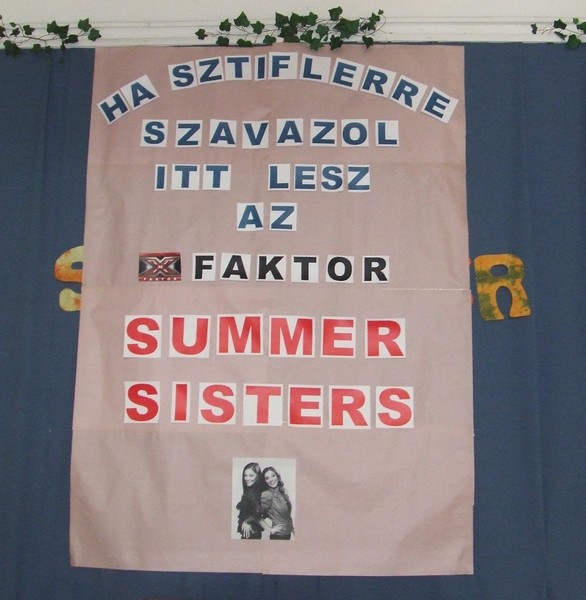 HA SZTIFLERRE
SZAVAZOL
ITT LESZ
AZ
X FAKTOR
SUMMER
SISTERS
S R